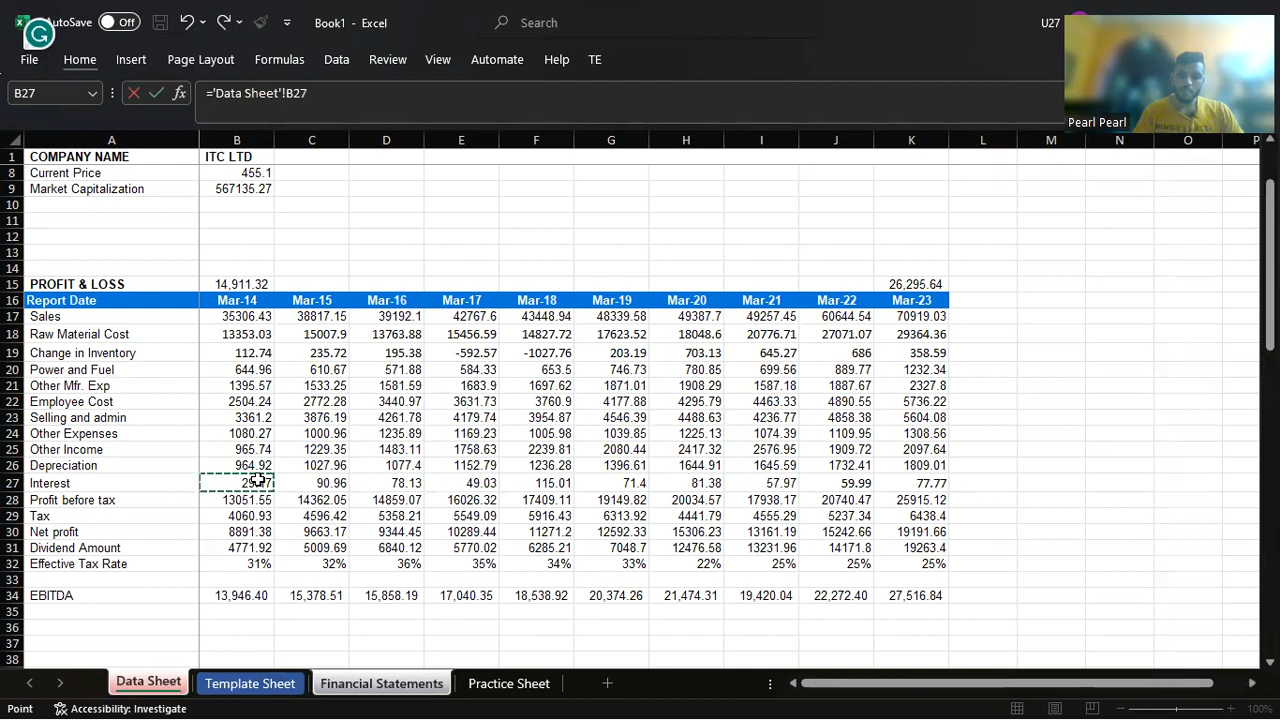 AutoSave Off Book1 - Excel Search U27
File Home Insert Page Layout Formulas Data Review View Automate Help TE
B27 fx ='Data Sheet'!B27
Pearl Pearl
A B C D E F G H I J K L M N O P
1 COMPANY NAME ITC LTD
8 Current Price 455.1
9 Market Capitalization 567135.27
10
11
12
13
14
15 PROFIT & LOSS 14,911.32 26,295.64
16 Report Date Mar-14 Mar-15 Mar-16 Mar-17 Mar-18 Mar-19 Mar-20 Mar-21 Mar-22 Mar-23
17 Sales 35306.43 38817.15 39192.1 42767.6 43448.94 48339.58 49387.7 49257.45 60644.54 70919.03
18 Raw Material Cost 13353.03 15007.9 13763.88 15456.59 14827.72 17623.52 18048.6 20776.71 27071.07 29364.36
19 Change in Inventory 112.74 235.72 195.38 -592.57 -1027.76 203.19 703.13 645.27 686 358.59
20 Power and Fuel 644.96 610.67 571.88 584.33 653.5 746.73 780.85 699.56 889.77 1232.34
21 Other Mfr. Exp 1395.57 1533.25 1581.59 1683.9 1697.62 1871.01 1908.29 1587.18 1887.67 2327.8
22 Employee Cost 2504.24 2772.28 3440.97 3631.73 3760.9 4177.88 4295.79 4463.33 4890.55 5736.22
23 Selling and admin 3361.2 3876.19 4261.78 4179.74 3954.87 4546.39 4488.63 4236.77 4858.38 5604.08
24 Other Expenses 1080.27 1000.96 1235.89 1169.23 1005.98 1039.85 1225.13 1074.39 1109.95 1308.56
25 Other Income 965.74 1229.35 1483.11 1758.63 2239.81 2080.44 2417.32 2576.95 1909.72 2097.64
26 Depreciation 964.92 1027.96 1077.4 1152.79 1236.28 1396.61 1644.91 1645.59 1732.41 1809.01
27 Interest 90.96 78.13 49.03 115.01 71.4 81.38 57.97 59.99 77.77
28 Profit before tax 13051.55 14362.05 14859.07 16026.32 17409.11 19149.82 20034.57 17938.17 20740.47 25915.12
29 Tax 4060.93 4596.42 5358.21 5549.09 5916.43 6313.92 4441.79 4555.29 5237.34 6438.4
30 Net profit 8891.38 9663.17 9344.45 10289.44 11271.2 12592.33 15306.23 13161.19 15242.66 19191.66
31 Dividend Amount 4771.92 5009.69 6840.12 5770.02 6285.21 7048.7 12476.58 13231.96 14171.8 19263.4
32 Effective Tax Rate 31% 32% 36% 35% 34% 33% 22% 25% 25% 25%
33
34 EBITDA 13,946.40 15,378.51 15,858.19 17,040.35 18,538.92 20,374.26 21,474.31 19,420.04 22,272.40 27,516.84
35
36
37
38
Data Sheet Template Sheet Financial Statements Practice Sheet
Point Accessibility: Investigate 100%